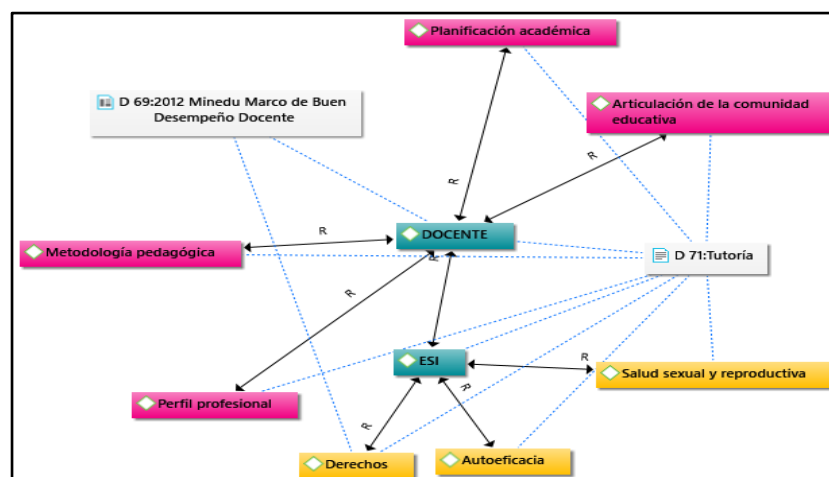 Planificación académica
D 69:2012 Minedu Marco de Buen
Desempeño Docente
Articulación de la comunidad
educativa
R
R
DOCENTE
R
Metodología pedagógica
R
D 71:Tutoría
R
ESI
R
Salud sexual y reproductiva
R
Perfil profesional
R
Autoeficacia
Derechos